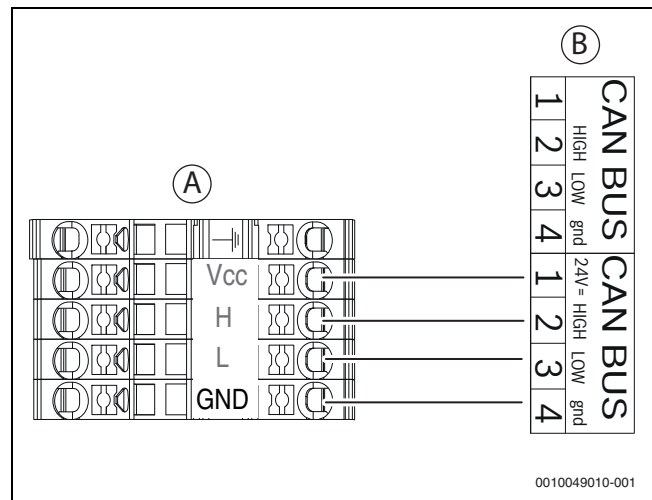 A
B
CAN BUS
1
2 HIGH
3 LOW
4 gnd
CAN BUS
1 24V=
2 HIGH
3 LOW
4 gnd
Vcc
H
L
GND
0010049010-001